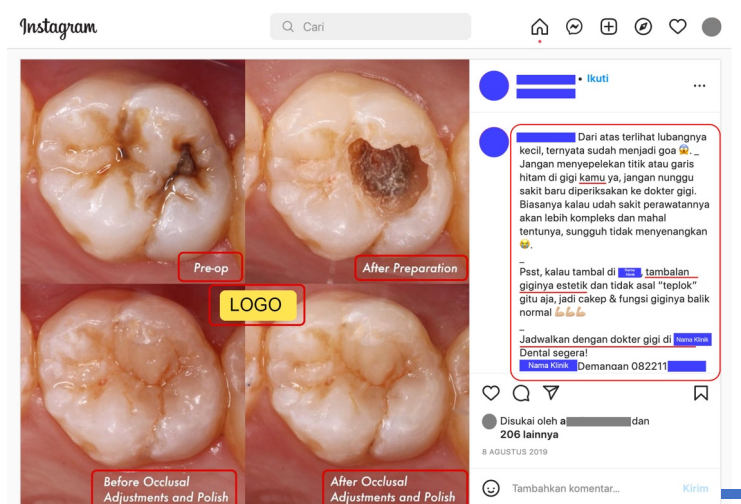 Instagram
Cari
• Ikuti
Pre-op
After Preparation
LOGO
Before Occlusal
Adjustments and Polish
After Occlusal
Adjustments and Polish
Dari atas terlihat lubangnya
kecil, ternyata sudah menjadi goa 😱. _
Jangan menyepelekan titik atau garis
hitam di gigi kamu ya, jangan nunggu
sakit baru diperiksakan ke dokter gigi.
Biasanya kalau udah sakit perawatannya
akan lebih kompleks dan mahal
tentunya, sungguh tidak menyenangkan
😭.
_
Psst, kalau tambal di Nama Klinik, tambalan
giginya estetik dan tidak asal "teplok"
gitu aja, jadi cakep & fungsi giginya balik
normal 💪🏼💪🏼💪🏼
_
Jadwalkan dengan dokter gigi di Nama Klinik
Dental segera!
Nama Klinik Demangan 082211
Disukai oleh a dan
206 lainnya
8 AGUSTUS 2019
Tambahkan komentar...
Kirim